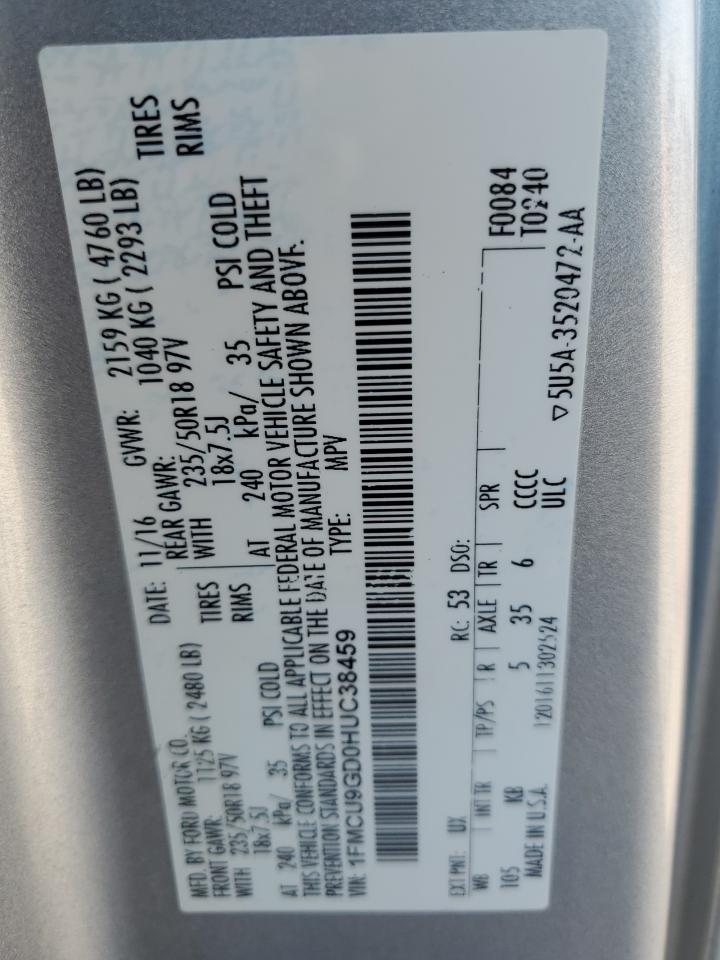 MFD. BY FORD MOTOR CO. DATE: 11/16 GVWR: 2159 KG ( 4760 LB)
FRONT GAWR: 1125 KG ( 2480 LB) REAR GAWR: 1040 KG ( 2293 LB)
WITH 235/50R18 97V TIRES WITH 235/50R18 97V TIRES
18x7.5J RIMS 18x7.5J RIMS
AT 240 kPa/ 35 PSI COLD AT 240 kPa/ 35 PSI COLD
THIS VEHICLE CONFORMS TO ALL APPLICABLE FEDERAL MOTOR VEHICLE SAFETY AND THEFT
PREVENTION STANDARDS IN EFFECT ON THE DATE OF MANUFACTURE SHOWN ABOVE.
VIN: 1FMCU9GD0HUC38459 TYPE: MPV
EXT PNT: UX RC: 53 DSO: F0084
WB INT TR TP/PS R AXLE TR SPR T0240
105 KB 5 35 6 CCCC
MADE IN U.S.A. 1201611302624 ULC ▽5U5A-3520472-AA